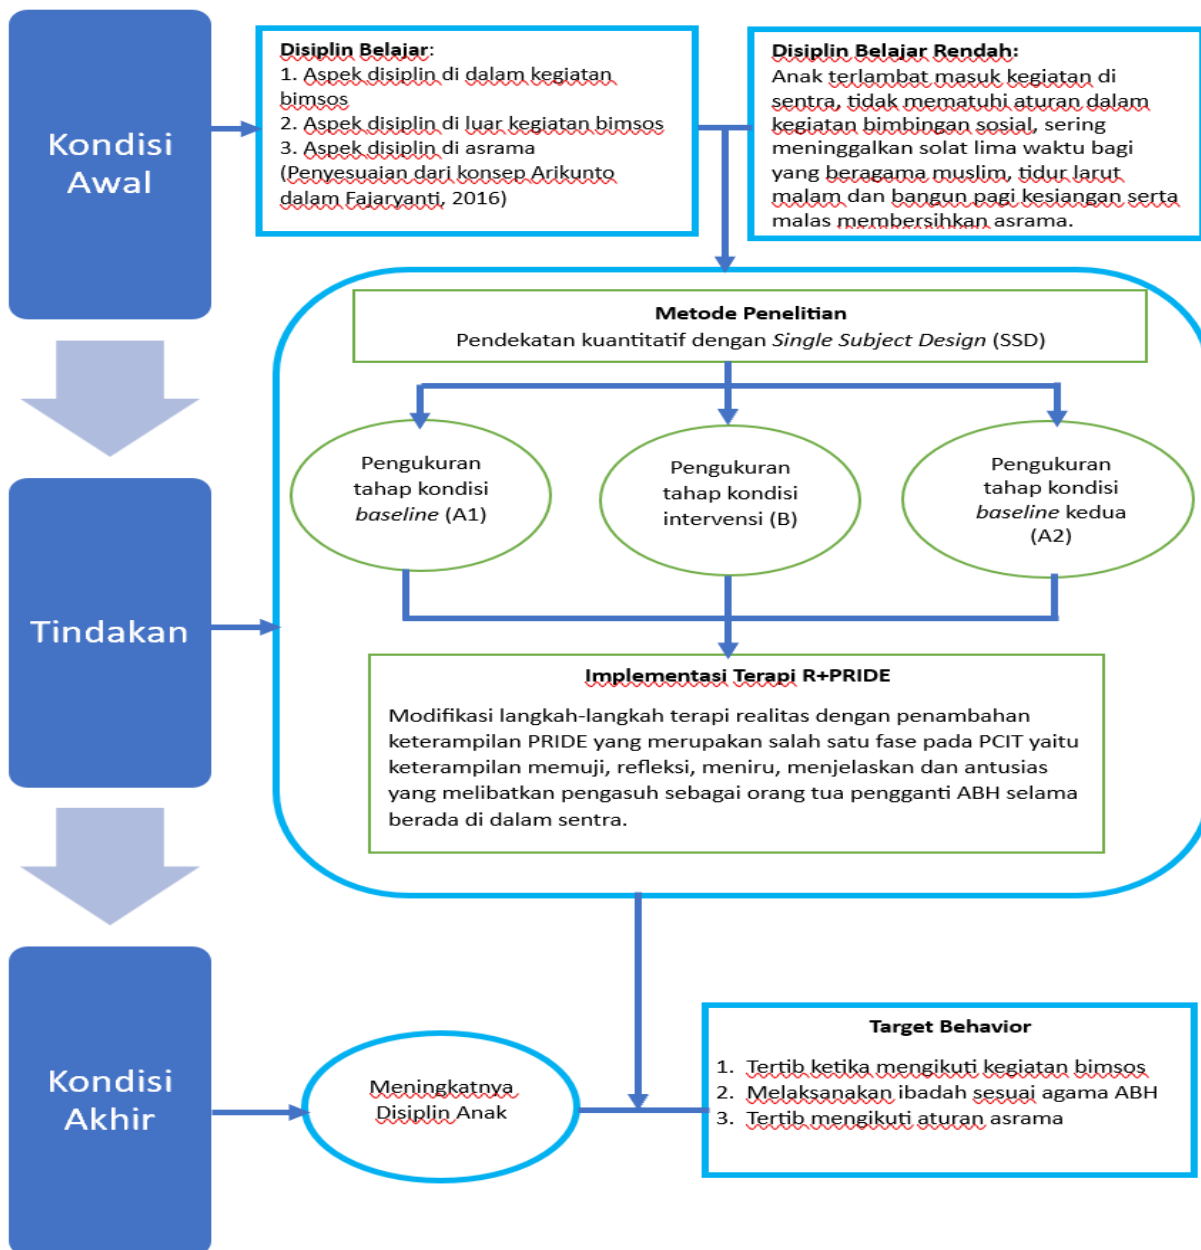 Kondisi
Awal
Disiplin Belajar:
1. Aspek disiplin di dalam kegiatan
bimsos
2. Aspek disiplin di luar kegiatan bimsos
3. Aspek disiplin di asrama
(Penyesuaian dari konsep Arikunto
dalam Fajaryanti, 2016)
Disiplin Belajar Rendah:
Anak terlambat masuk kegiatan di
sentra, tidak mematuhi aturan dalam
kegiatan bimbingan sosial, sering
meninggalkan solat lima waktu bagi
yang beragama muslim, tidur larut
malam dan bangun pagi kesiangan serta
malas membersihkan asrama.
Tindakan
Metode Penelitian
Pendekatan kuantitatif dengan Single Subject Design (SSD)
Pengukuran
tahap kondisi
baseline (A1)
Pengukuran
tahap kondisi
intervensi (B)
Pengukuran
tahap kondisi
baseline kedua
(A2)
Implementasi Terapi R+PRIDE
Modifikasi langkah-langkah terapi realitas dengan penambahan
keterampilan PRIDE yang merupakan salah satu fase pada PCIT yaitu
keterampilan memuji, refleksi, meniru, menjelaskan dan antusias
yang melibatkan pengasuh sebagai orang tua pengganti ABH selama
berada di dalam sentra.
Kondisi
Akhir
Meningkatnya
Disiplin Anak
Target Behavior
1. Tertib ketika mengikuti kegiatan bimsos
2. Melaksanakan ibadah sesuai agama ABH
3. Tertib mengikuti aturan asrama